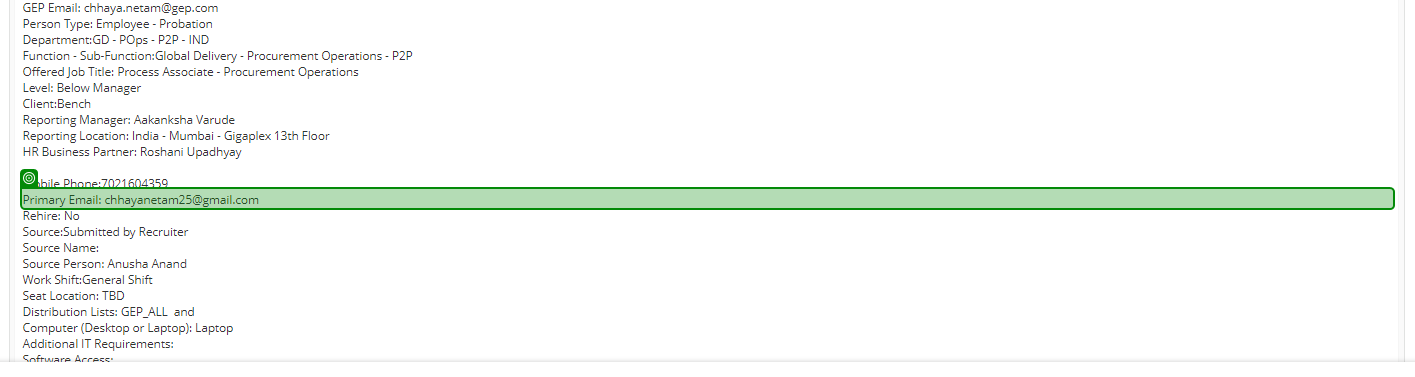 GEP Email: chhaya.netam@gep.com
Person Type: Employee - Probation
Department:GD - POps - P2P - IND
Function - Sub-Function:Global Delivery - Procurement Operations - P2P
Offered Job Title: Process Associate - Procurement Operations
Level: Below Manager
Client:Bench
Reporting Manager: Aakanksha Varude
Reporting Location: India - Mumbai - Gigaplex 13th Floor
HR Business Partner: Roshani Upadhyay
Mobile Phone:7021604359
Primary Email: chhayanetam25@gmail.com
Rehire: No
Source:Submitted by Recruiter
Source Name:
Source Person: Anusha Anand
Work Shift:General Shift
Seat Location: TBD
Distribution Lists: GEP_ALL  and
Computer (Desktop or Laptop): Laptop
Additional IT Requirements:
Software Access: